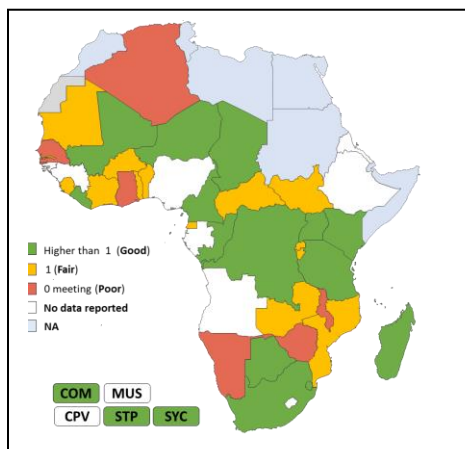 Higher than 1 (Good)
1 (Fair)
0 meeting (Poor)
No data reported
NA
COM MUS
CPV STP SYC